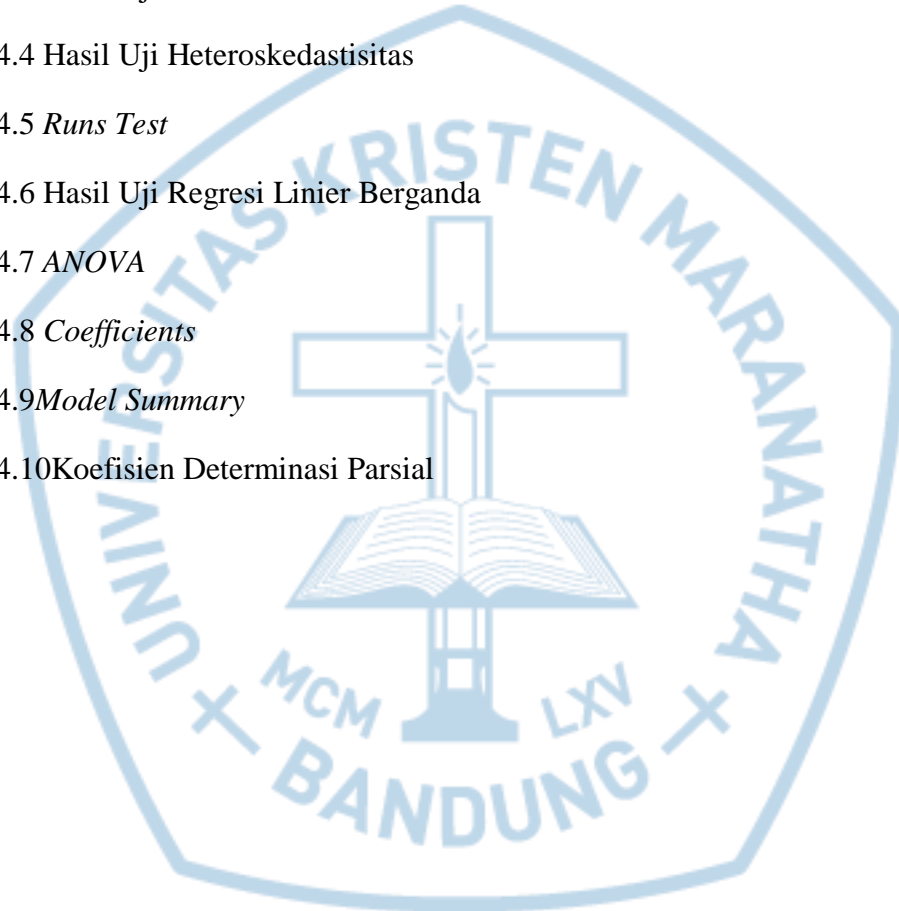 4.4 Hasil Uji Heteroskedastisitas
4.5 Runs Test
4.6 Hasil Uji Regresi Linier Berganda
4.7 ANOVA
4.8 Coefficients
4.9Model Summary
4.10Koefisien Determinasi Parsial
UNIVERSITAS KRISTEN MARANATHA
MCM LXV
BANDUNG